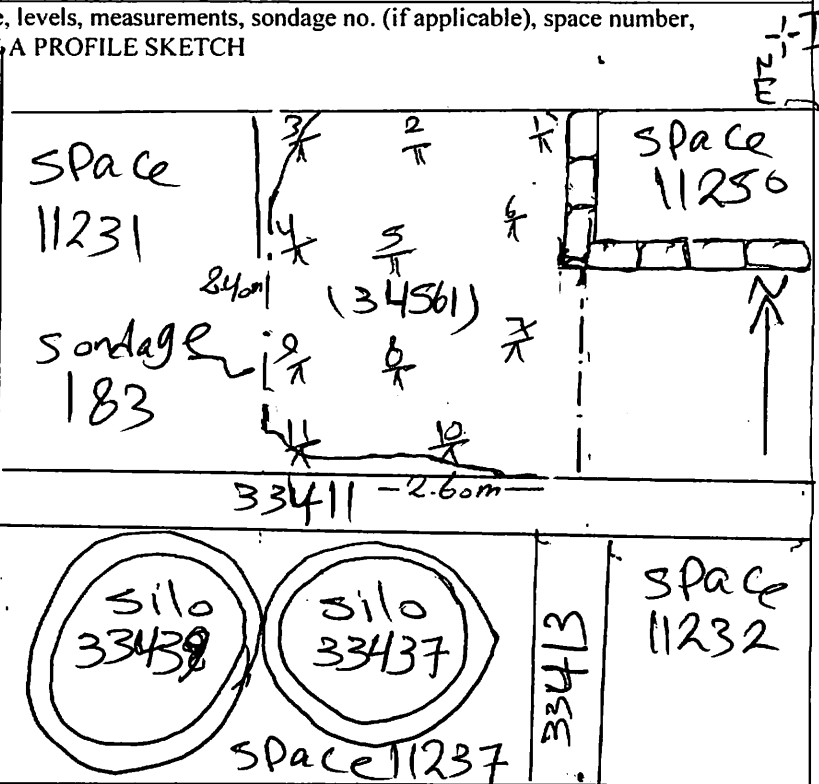 e, levels, measurements, sondage no. (if applicable), space number,
A PROFILE SKETCH
N
E
3 2 1
space
11231
space
11250
4 5 6
2.40m
(34561)
N
sondage
183
9 8 7
11 10
33411 -2.60m-
silo
silo
33437
33413
space
11232
space 11237